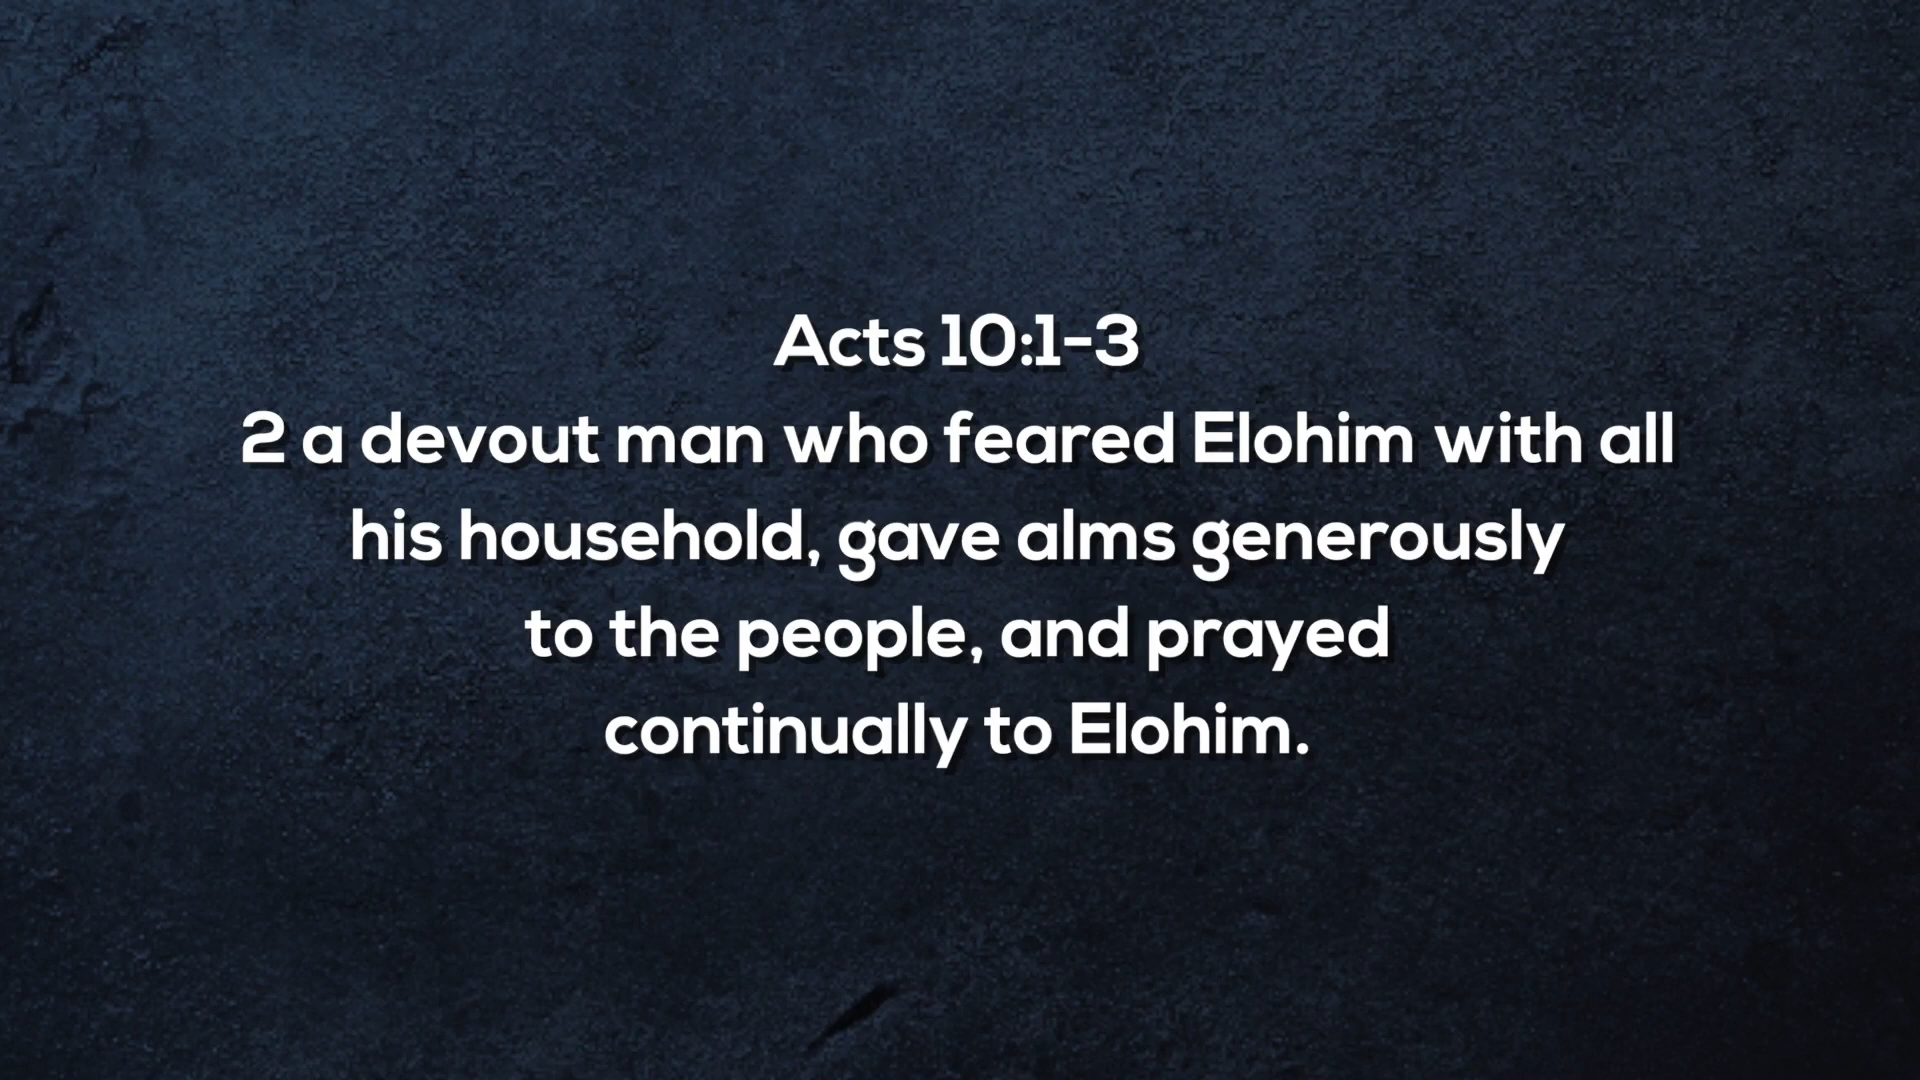 Acts 10:1-3
2 a devout man who feared Elohim with all
his household, gave alms generously
to the people, and prayed
continually to Elohim.